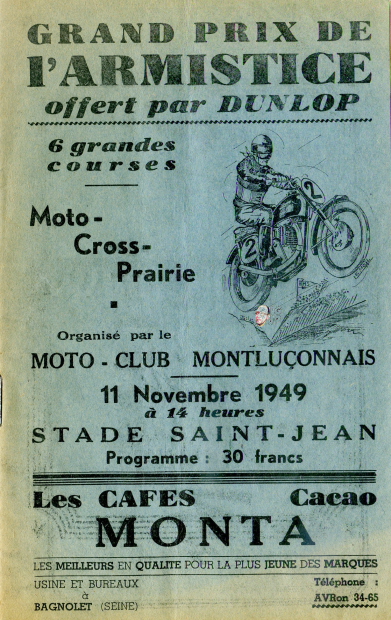 GRAND PRIX DE
l'ARMISTICE
offert par DUNLOP
6 grandes
courses
Moto-
Cross-
Prairie
2
2
Organisé par le
MOTO - CLUB MONTLUÇONNAIS
11 Novembre 1949
à 14 heures
STADE SAINT-JEAN
Programme : 30 francs
Les CAFES Cacao
MONTA
LES MEILLEURS EN QUALITE POUR LA PLUS JEUNE DES MARQUES
USINE ET BUREAUX
à
BAGNOLET (SEINE)
Téléphone :
AVRon 34-65